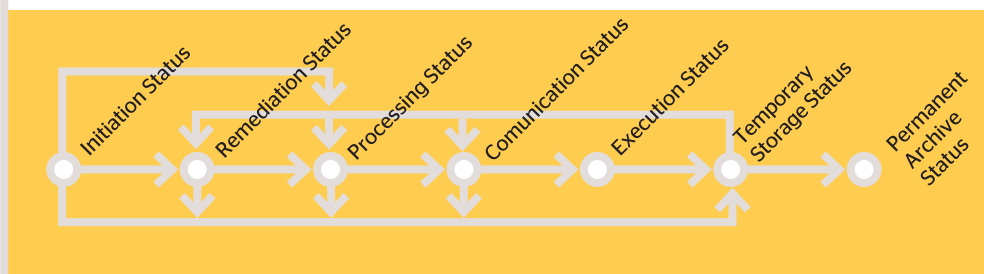 Initiation Status
Remediation Status
Processing Status
Comunication Status
Execution Status
Temporary
Storage Status
Permanent
Archive
Status